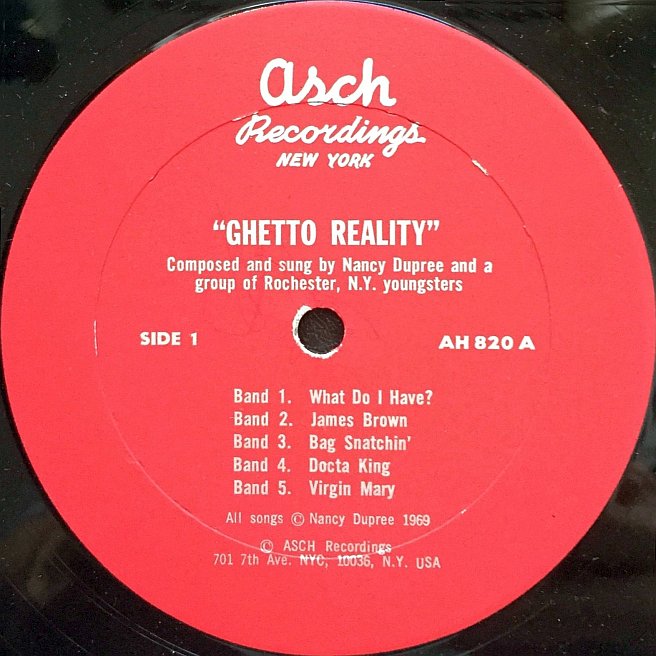 asch
Recordings
NEW YORK
“GHETTO REALITY”
Composed and sung by Nancy Dupree and a
group of Rochester, N.Y. youngsters
SIDE 1
AH 820 A
Band 1. What Do I Have?
Band 2. James Brown
Band 3. Bag Snatchin'
Band 4. Docta King
Band 5. Virgin Mary
All songs © Nancy Dupree 1969
© ASCH Recordings
701 7th Ave. NYC, 10036, N.Y. USA